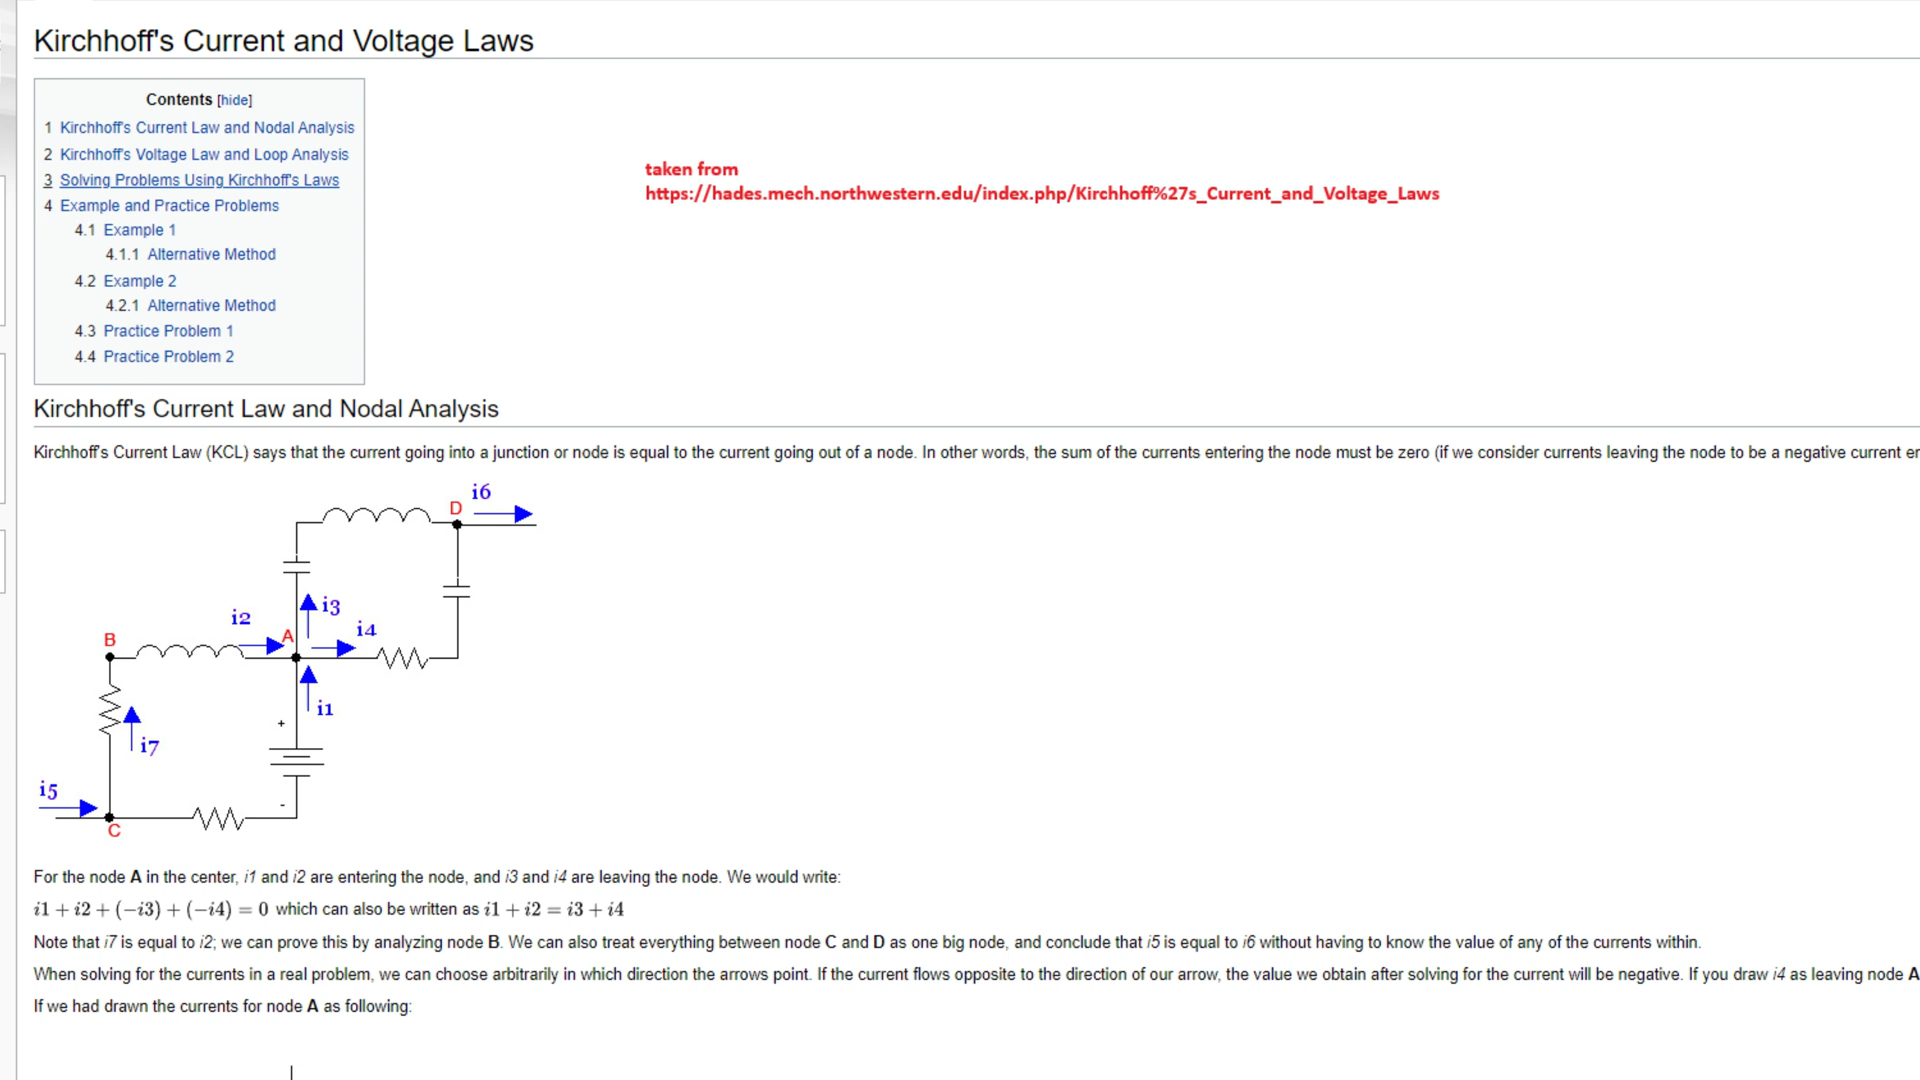 Kirchhoff's Current and Voltage Laws
Contents [hide]
1 Kirchhoff's Current Law and Nodal Analysis
2 Kirchhoff's Voltage Law and Loop Analysis
3 Solving Problems Using Kirchhoff's Laws
4 Example and Practice Problems
4.1 Example 1
4.1.1 Alternative Method
4.2 Example 2
4.2.1 Alternative Method
4.3 Practice Problem 1
4.4 Practice Problem 2
taken from
https://hades.mech.northwestern.edu/index.php/Kirchhoff%27s_Current_and_Voltage_Laws
Kirchhoff's Current Law and Nodal Analysis
Kirchhoff's Current Law (KCL) says that the current going into a junction or node is equal to the current going out of a node. In other words, the sum of the currents entering the node must be zero (if we consider currents leaving the node to be a negative current
i6
D
i3
i2
i4
B
A
i1
+
i7
i5
-
C
For the node A in the center, i1 and i2 are entering the node, and i3 and i4 are leaving the node. We would write:
i1 + i2 + (−i3) + (−i4) = 0 which can also be written as i1 + i2 = i3 + i4
Note that i7 is equal to i2; we can prove this by analyzing node B. We can also treat everything between node C and D as one big node, and conclude that i5 is equal to i6 without having to know the value of any of the currents within.
When solving for the currents in a real problem, we can choose arbitrarily in which direction the arrows point. If the current flows opposite to the direction of our arrow, the value we obtain after solving for the current will be negative. If you draw i4 as leaving node A
If we had drawn the currents for node A as following: